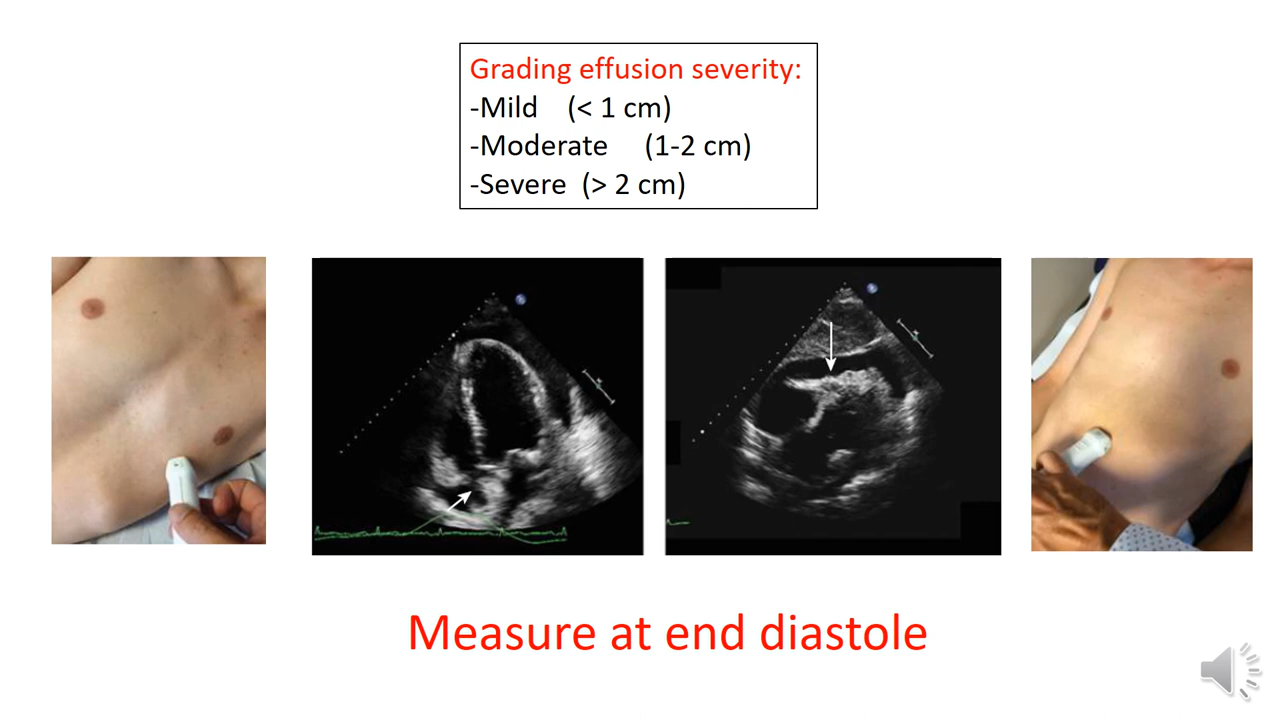 Grading effusion severity:
-Mild (< 1 cm)
-Moderate (1-2 cm)
-Severe (> 2 cm)
Measure at end diastole